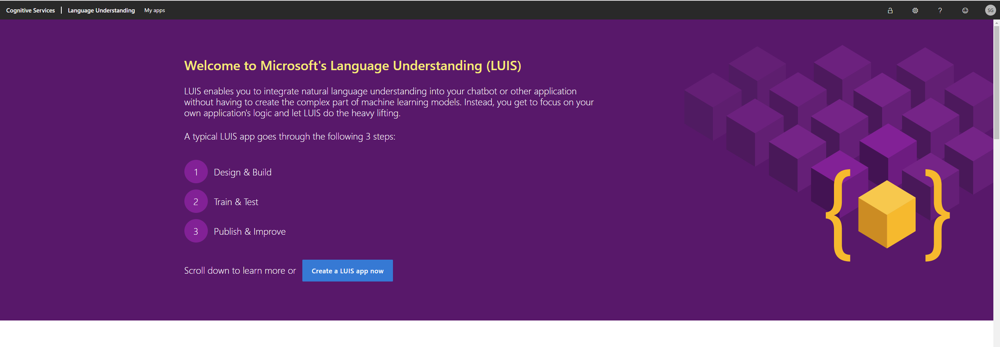 Cognitive Services | Language Understanding My apps ? SG
Welcome to Microsoft's Language Understanding (LUIS)
LUIS enables you to integrate natural language understanding into your chatbot or other application
without having to create the complex part of machine learning models. Instead, you get to focus on your
own application's logic and let LUIS do the heavy lifting.
A typical LUIS app goes through the following 3 steps:
1 Design & Build
2 Train & Test
3 Publish & Improve
Scroll down to learn more or Create a LUIS app now
{ }